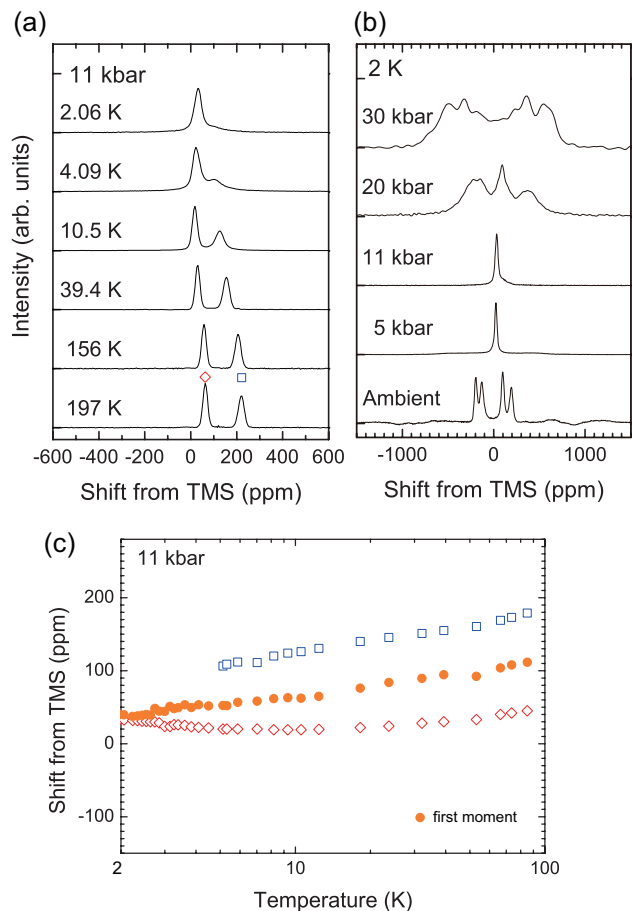 (a)
11 kbar
2.06 K
4.09 K
10.5 K
39.4 K
156 K
197 K
Intensity (arb. units)
-600 -400 -200 0 200 400 600
Shift from TMS (ppm)
(b)
2 K
30 kbar
20 kbar
11 kbar
5 kbar
Ambient
-1000 0 1000
Shift from TMS (ppm)
(c)
11 kbar
200
100
0
-100
Shift from TMS (ppm)
first moment
2 10 100
Temperature (K)